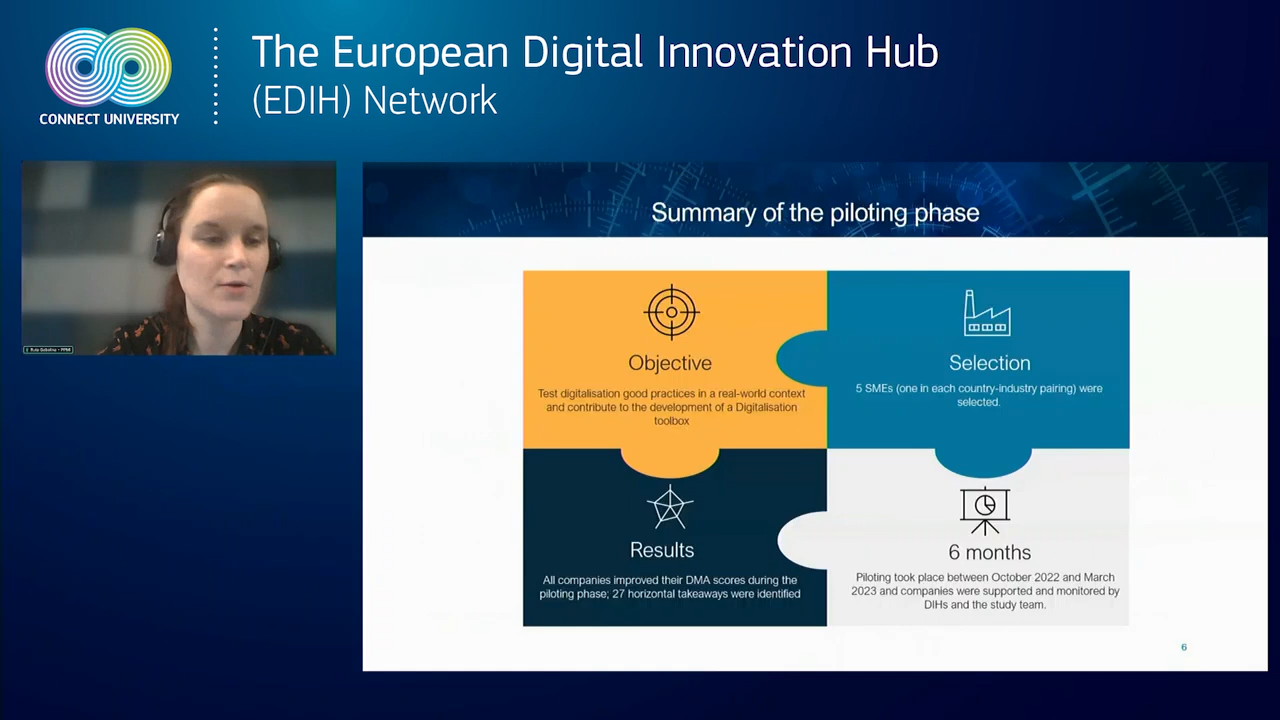 The European Digital Innovation Hub
(EDIH) Network
CONNECT UNIVERSITY
Summary of the piloting phase
Objective
Test digitalisation good practices in a real-world context
and contribute to the development of a Digitalisation
toolbox
Selection
5 SMEs (one in each country-industry pairing) were
selected.
Results
All companies improved their DMA scores during the
piloting phase; 27 horizontal takeaways were identified
6 months
Piloting took place between October 2022 and March
2023 and companies were supported and monitored by
DIHs and the study team.
6